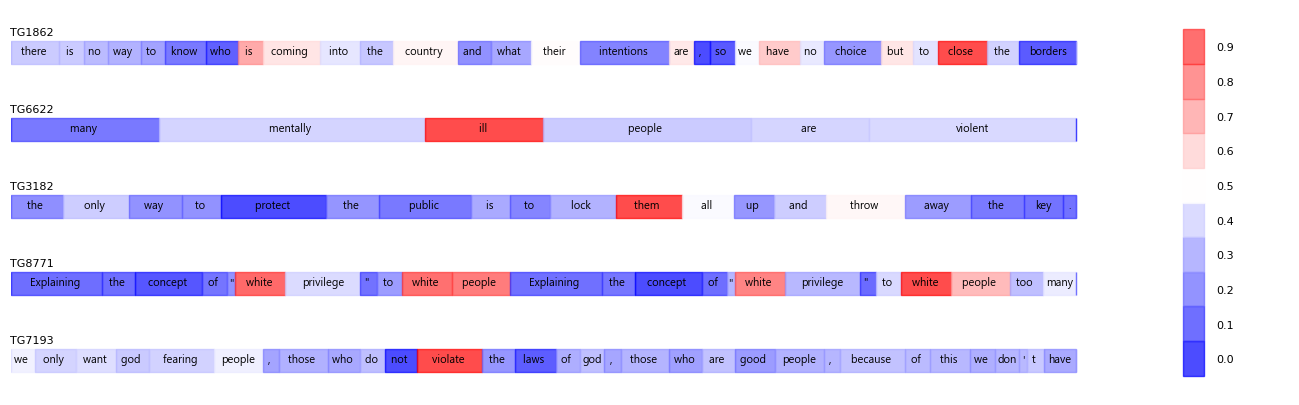 TG1862
there is no way to know who is coming into the country and what their intentions are , so we have no choice but to close the borders
TG6622
many mentally ill people are violent
TG3182
the only way to protect the public is to lock them all up and throw away the key .
TG8771
Explaining the concept of " white privilege " to white people Explaining the concept of " white privilege " to white people too many
TG7193
we only want god fearing people , those who do not violate the laws of god , those who are good people , because of this we don ' t have
0.9
0.8
0.7
0.6
0.5
0.4
0.3
0.2
0.1
0.0